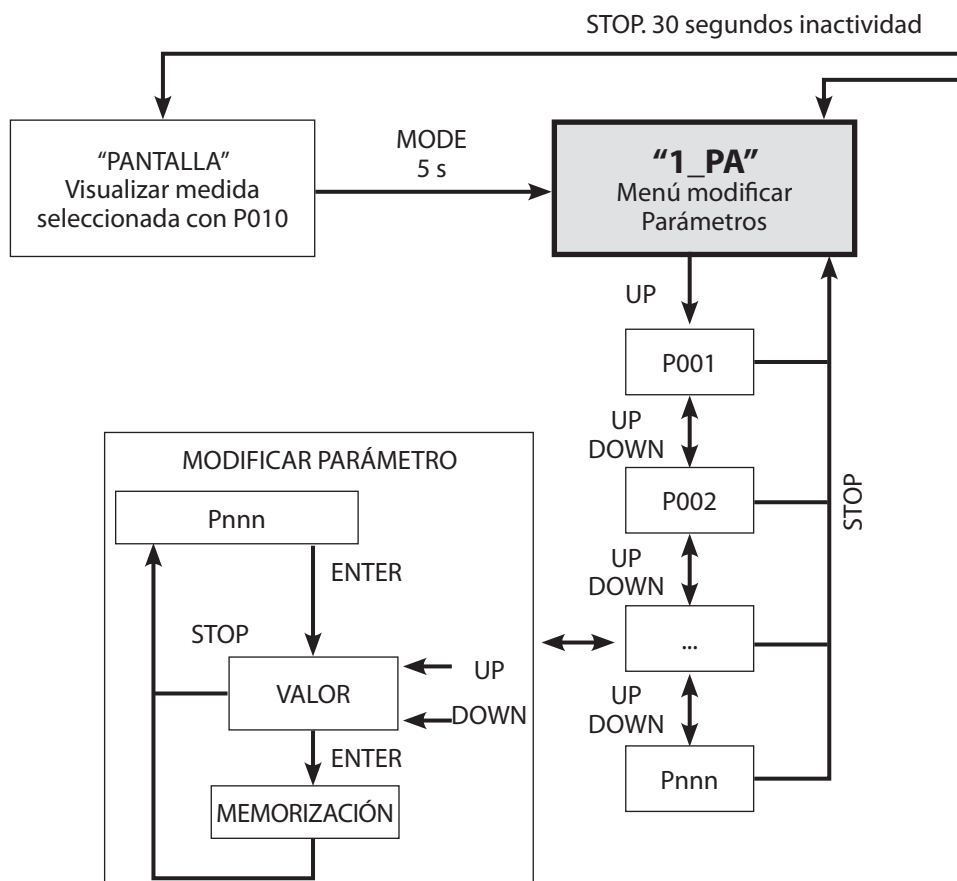 STOP. 30 segundos inactividad
“PANTALLA”
Visualizar medida
seleccionada con P010
MODE
5 s
“1_PA”
Menú modificar
Parámetros
UP
P001
UP
DOWN
P002
UP
DOWN
...
UP
DOWN
Pnnn
STOP
MODIFICAR PARÁMETRO
Pnnn
ENTER
STOP
VALOR
UP
DOWN
ENTER
MEMORIZACIÓN